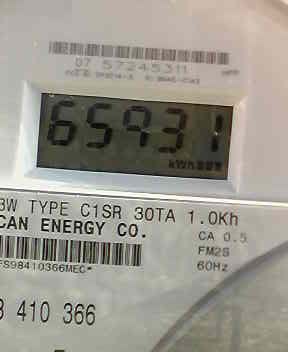 07 57245311
65931
kWh
3W TYPE C1SR 30TA 1.0Kh
CAN ENERGY CO.
CA 0.5
FM2S
FS98410366MEC*
60Hz
410 366